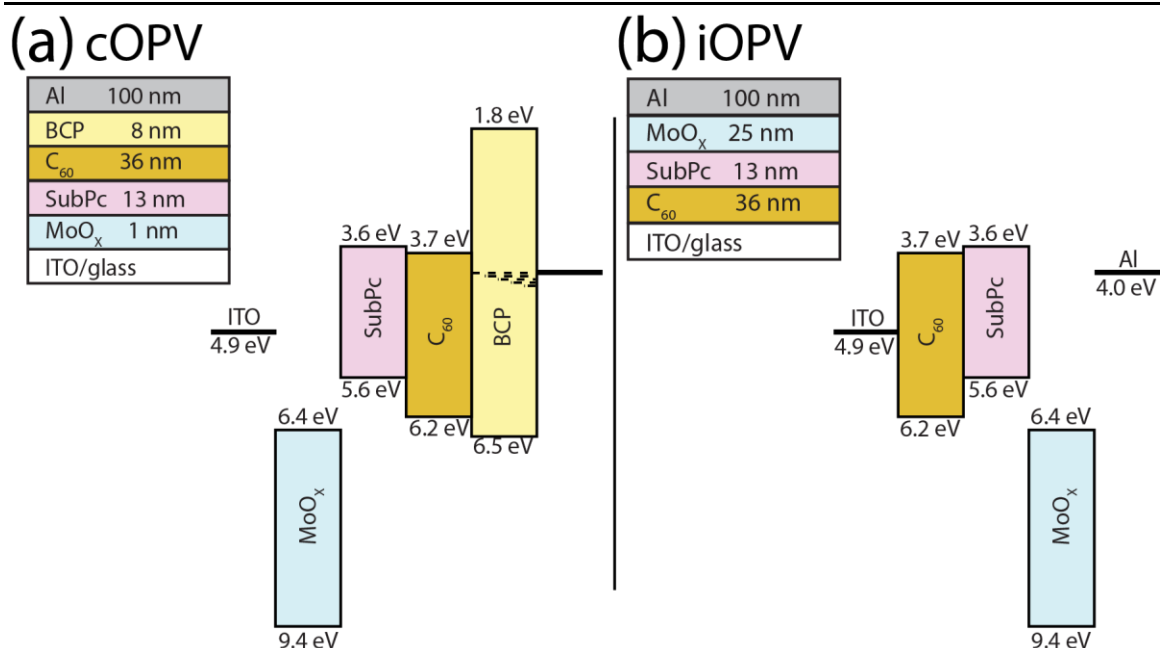 (a) cOPV
Al 100 nm
BCP 8 nm
C60 36 nm
SubPc 13 nm
MoOx 1 nm
ITO/glass
ITO
4.9 eV
6.4 eV
MoOx
9.4 eV
3.6 eV
SubPc
5.6 eV
3.7 eV
C60
6.2 eV
1.8 eV
BCP
6.5 eV
(b) iOPV
Al 100 nm
MoOx 25 nm
SubPc 13 nm
C60 36 nm
ITO/glass
ITO
4.9 eV
3.7 eV
C60
6.2 eV
3.6 eV
SubPc
5.6 eV
6.4 eV
MoOx
9.4 eV
Al
4.0 eV